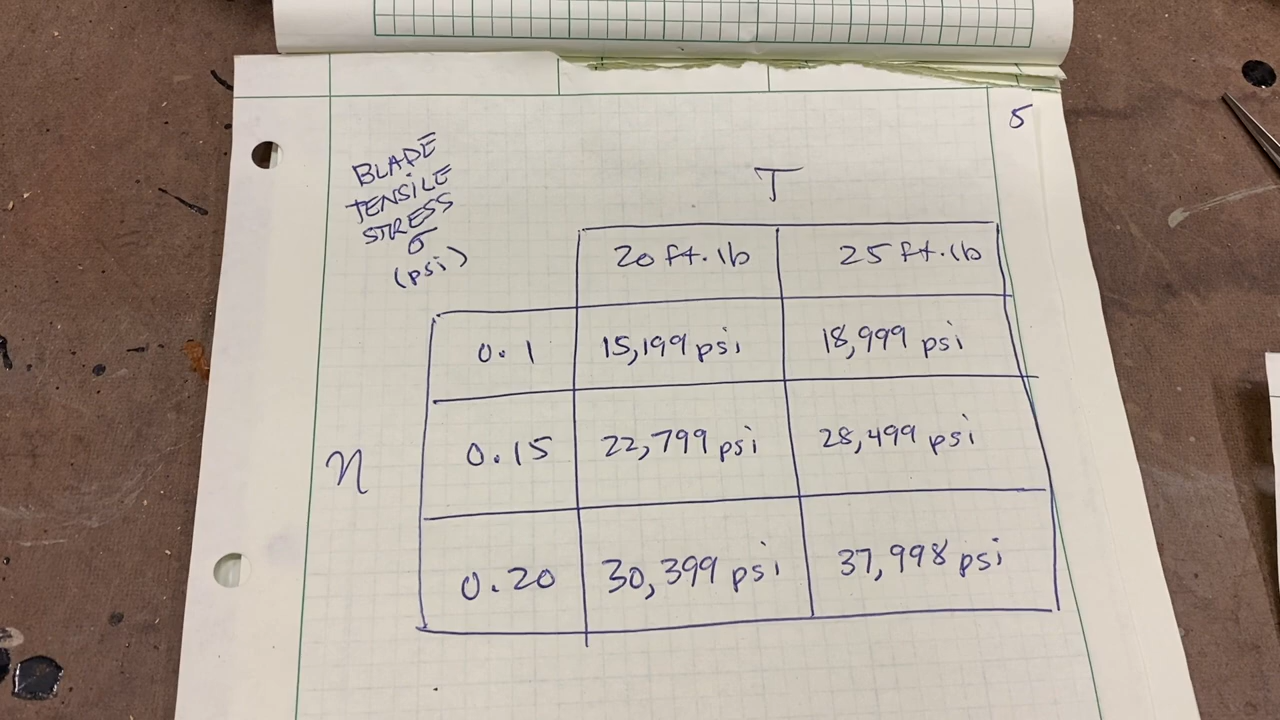 5
BLADE
TENSILE
STRESS
σ
(psi)
T
20 ft.lb 25 ft.lb
0.1 15,199 psi 18,999 psi
η 0.15 22,799 psi 28,499 psi
0.20 30,399 psi 37,998 psi